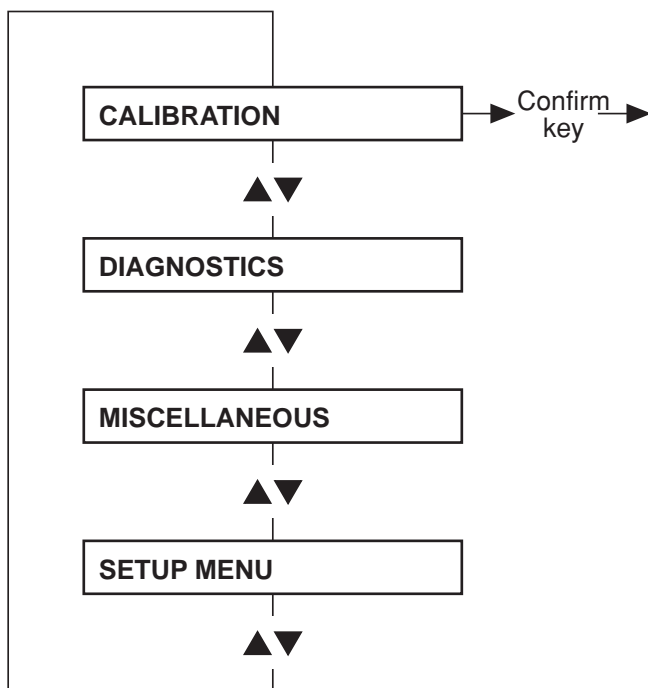 CALIBRATION
Confirm
key
DIAGNOSTICS
MISCELLANEOUS
SETUP MENU